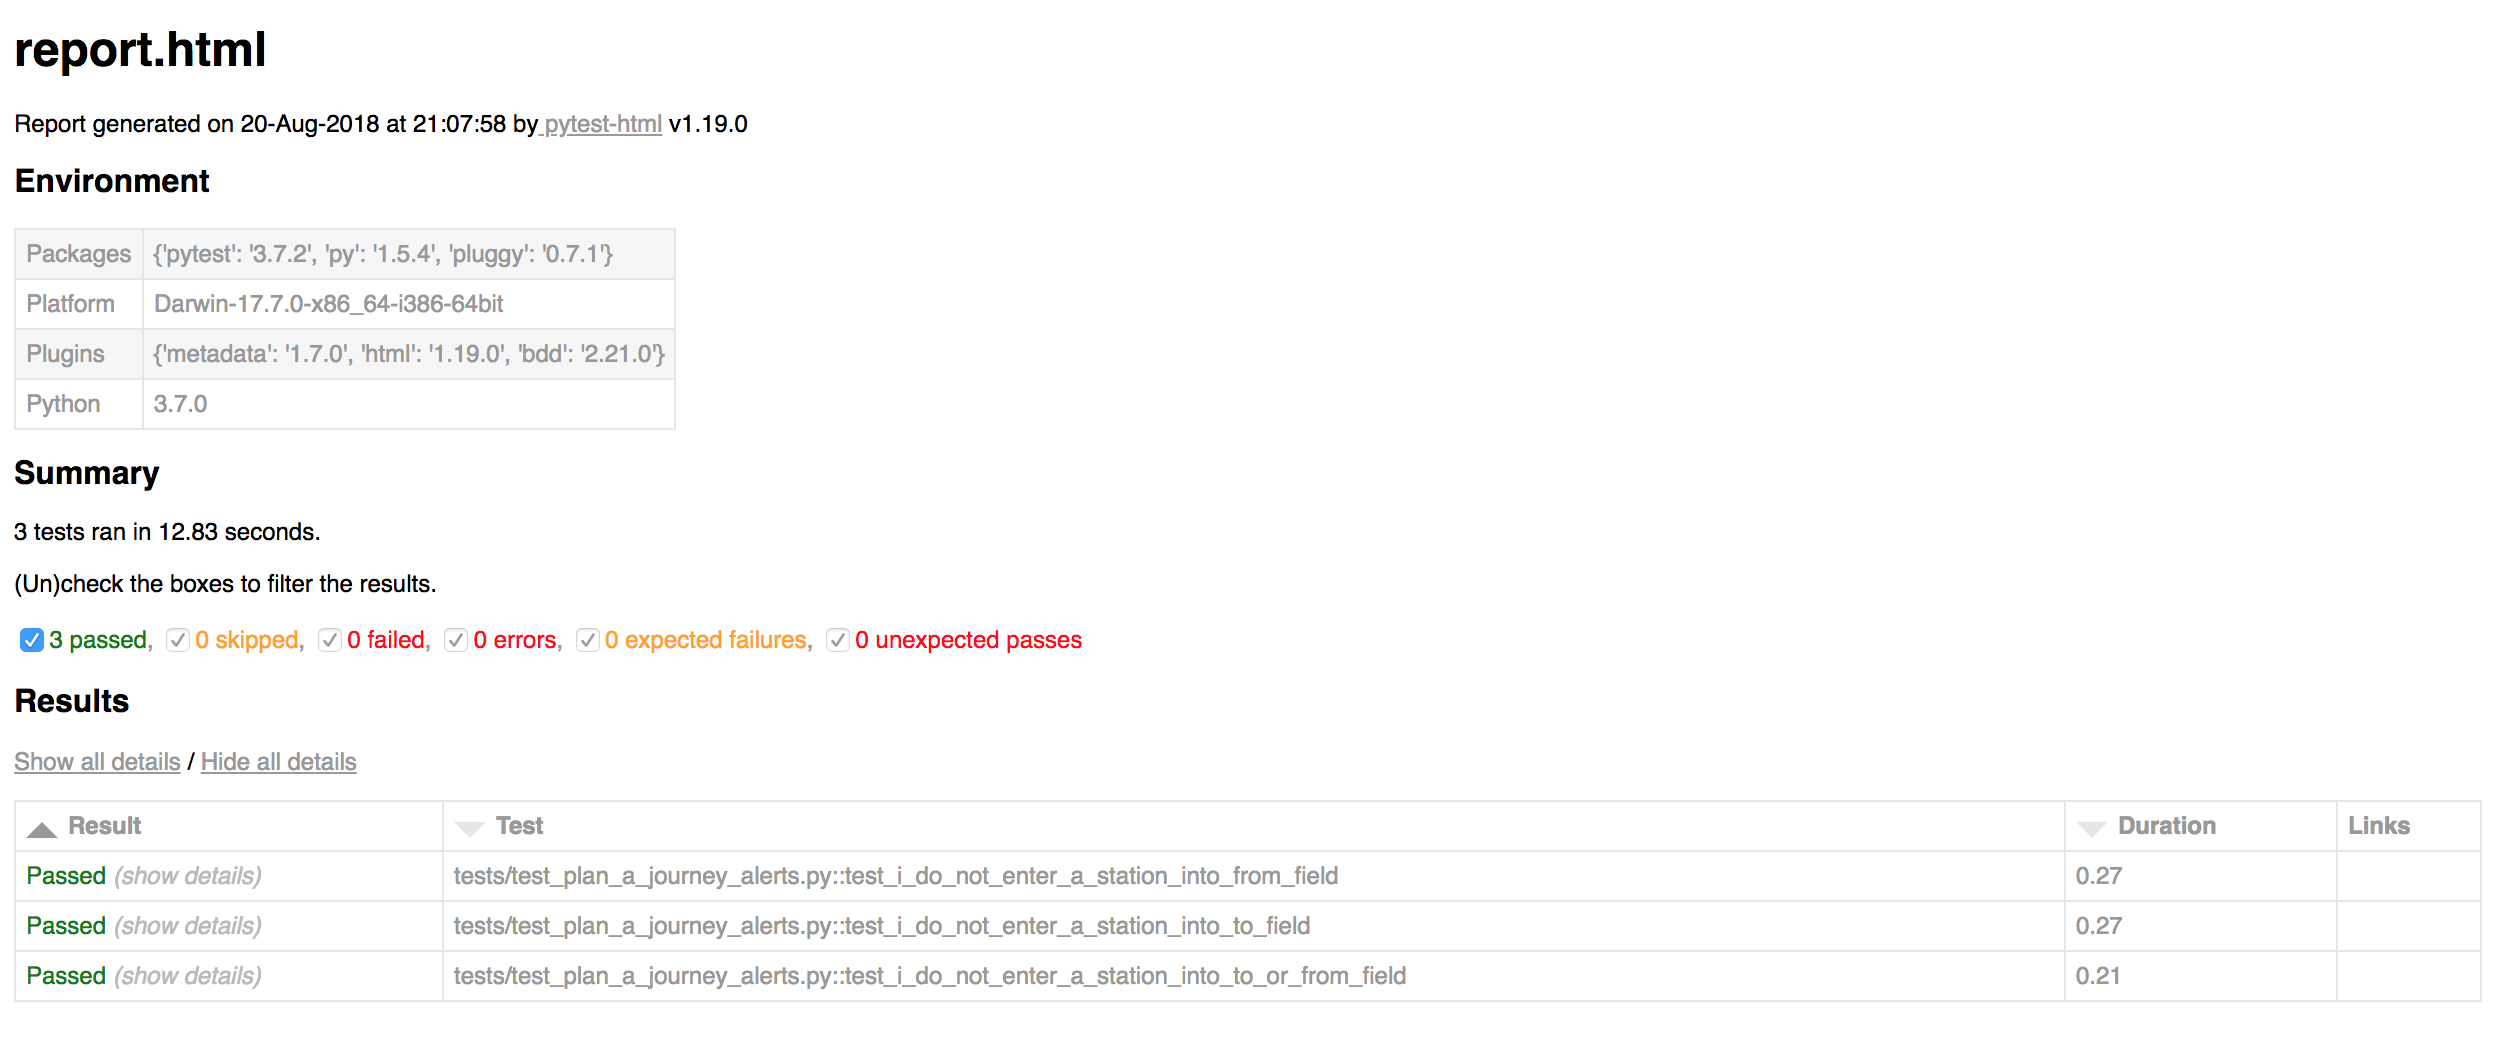 report.html
Report generated on 20-Aug-2018 at 21:07:58 by pytest-html v1.19.0
Environment
Packages {'pytest': '3.7.2', 'py': '1.5.4', 'pluggy': '0.7.1'}
Platform Darwin-17.7.0-x86_64-i386-64bit
Plugins {'metadata': '1.7.0', 'html': '1.19.0', 'bdd': '2.21.0'}
Python 3.7.0
Summary
3 tests ran in 12.83 seconds.
(Un)check the boxes to filter the results.
3 passed, 0 skipped, 0 failed, 0 errors, 0 expected failures, 0 unexpected passes
Results
Show all details / Hide all details
Result Test Duration Links
Passed (show details) tests/test_plan_a_journey_alerts.py::test_i_do_not_enter_a_station_into_from_field 0.27
Passed (show details) tests/test_plan_a_journey_alerts.py::test_i_do_not_enter_a_station_into_to_field 0.27
Passed (show details) tests/test_plan_a_journey_alerts.py::test_i_do_not_enter_a_station_into_to_or_from_field 0.21